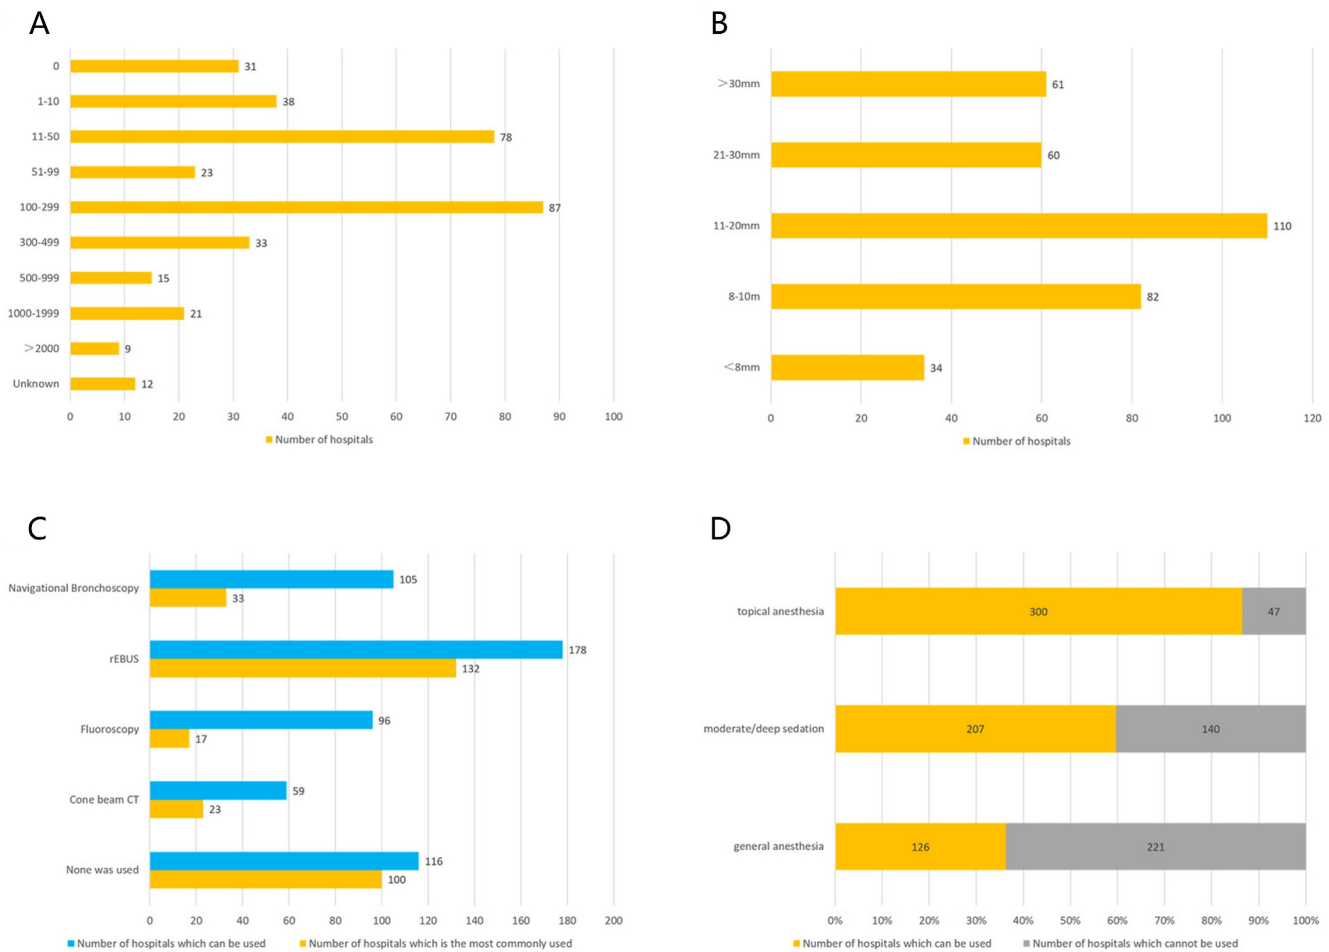 A
0 31
1-10 38
11-50 78
51-99 23
100-299 87
300-499 33
500-999 15
1000-1999 21
＞2000 9
Unknown 12
0 10 20 30 40 50 60 70 80 90 100
Number of hospitals
B
＞30mm 61
21-30mm 60
11-20mm 110
8-10m 82
＜8mm 34
0 20 40 60 80 100 120
Number of hospitals
C
Navigational Bronchoscopy 105
33
rEBUS 178
132
Fluoroscopy 96
17
Cone beam CT 59
23
None was used 116
100
0 20 40 60 80 100 120 140 160 180 200
Number of hospitals which can be used Number of hospitals which is the most commonly used
D
topical anesthesia 300 47
moderate/deep sedation 207 140
general anesthesia 126 221
0% 10% 20% 30% 40% 50% 60% 70% 80% 90% 100%
Number of hospitals which can be used Number of hospitals which cannot be used